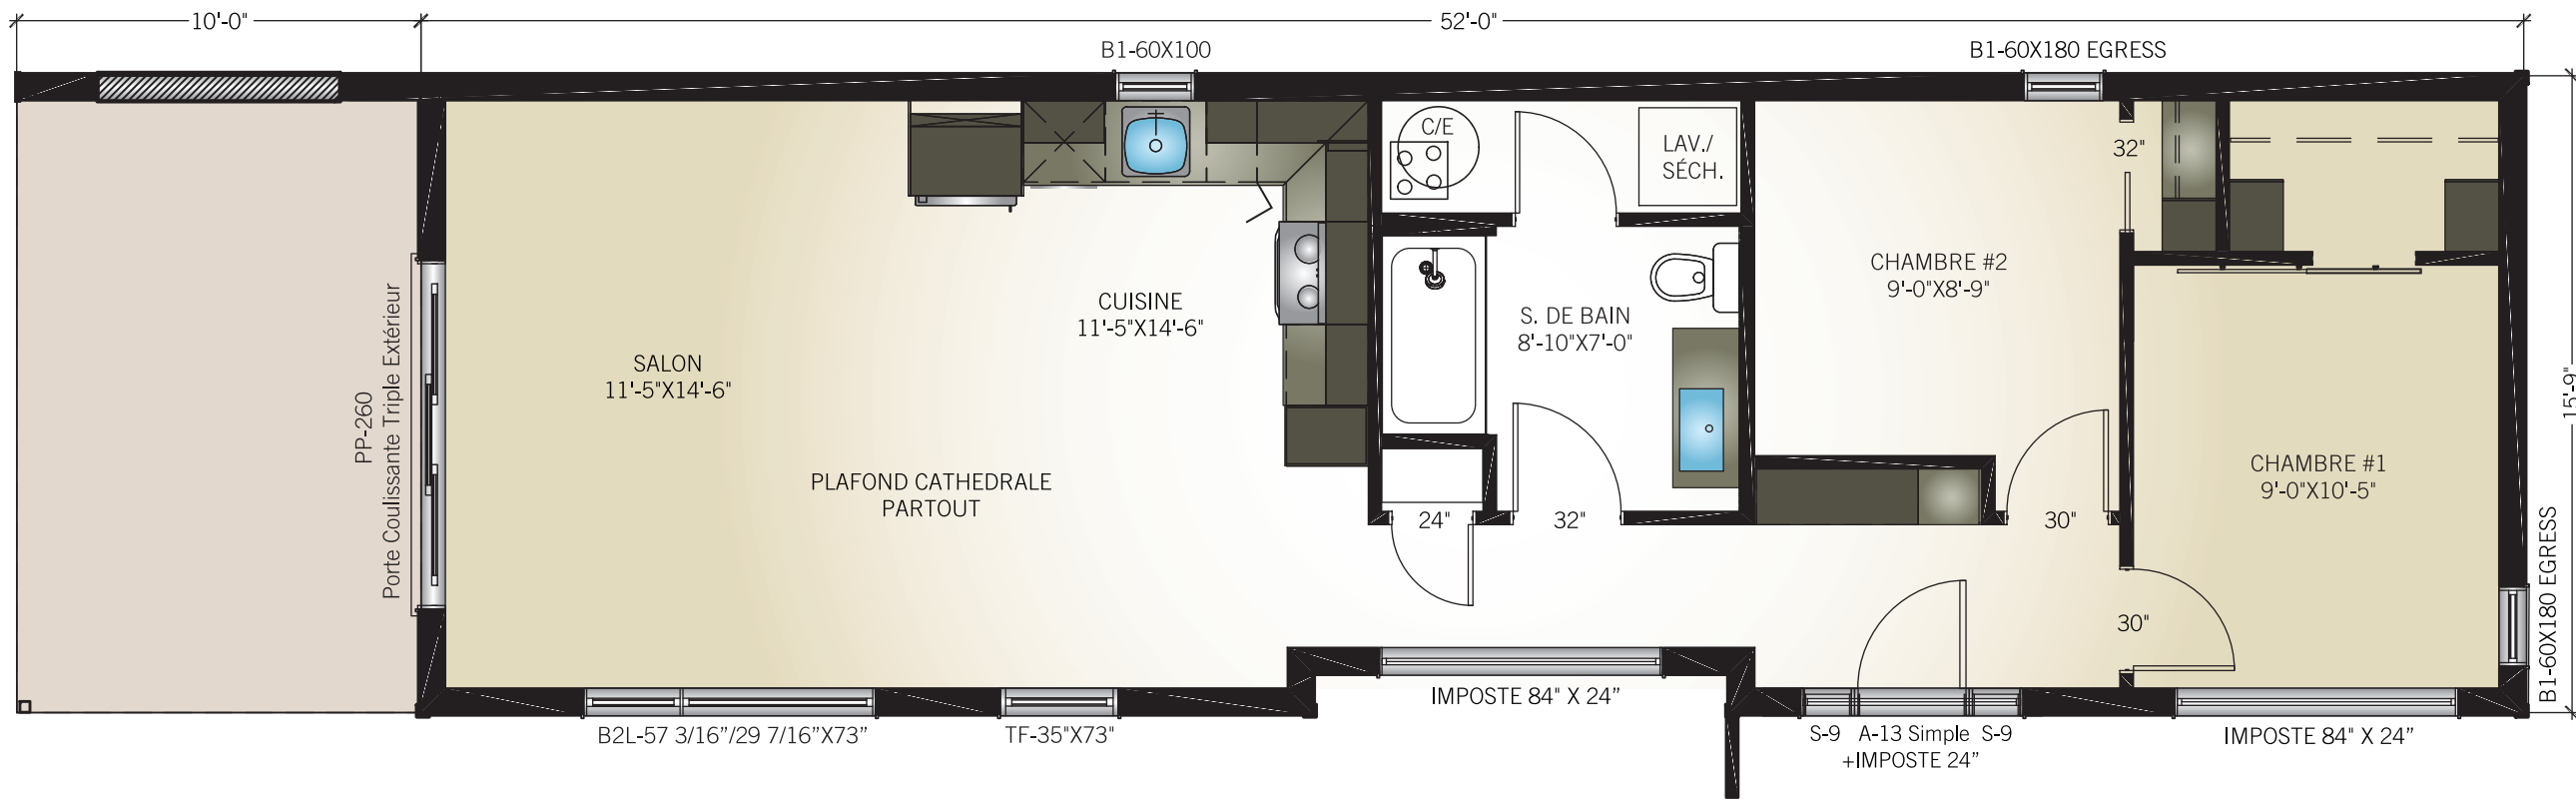 10'-0"
52'-0"
B1-60X100
B1-60X180 EGRESS
C/E
LAV./
SÉCH.
32"
15'-9"
PP-260
Porte Coulissante Triple Extérieur
SALON
11'-5"X14'-6"
CUISINE
11'-5"X14'-6"
S. DE BAIN
8'-10"X7'-0"
CHAMBRE #2
9'-0"X8'-9"
CHAMBRE #1
9'-0"X10'-5"
PLAFOND CATHEDRALE
PARTOUT
24"
32"
30"
30"
B1-60X180 EGRESS
IMPOSTE 84" X 24”
B2L-57 3/16”/29 7/16”X73”
TF-35"X73"
S-9 A-13 Simple S-9
+IMPOSTE 24”
IMPOSTE 84" X 24”